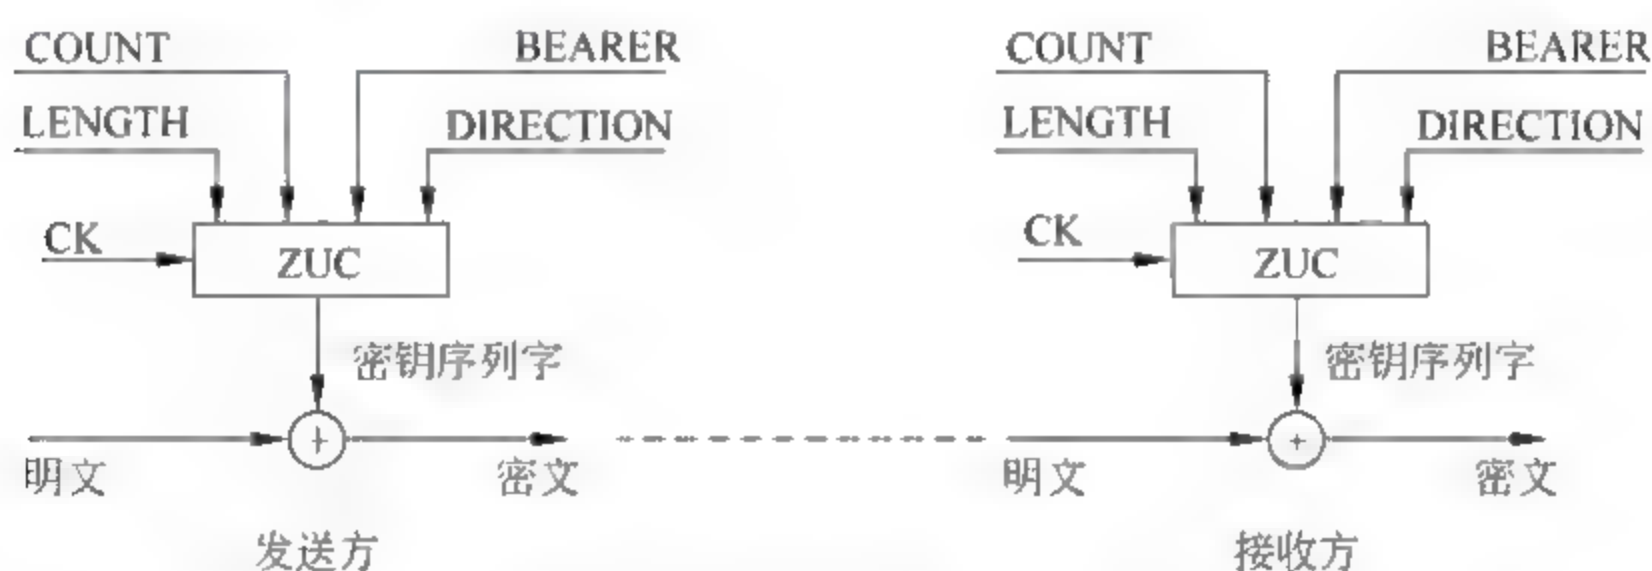 COUNT BEARER COUNT BEARER
LENGTH DIRECTION LENGTH DIRECTION
CK ZUC CK ZUC
密钥序列字 密钥序列字
明文 密文 明文 密文
发送方 接收方